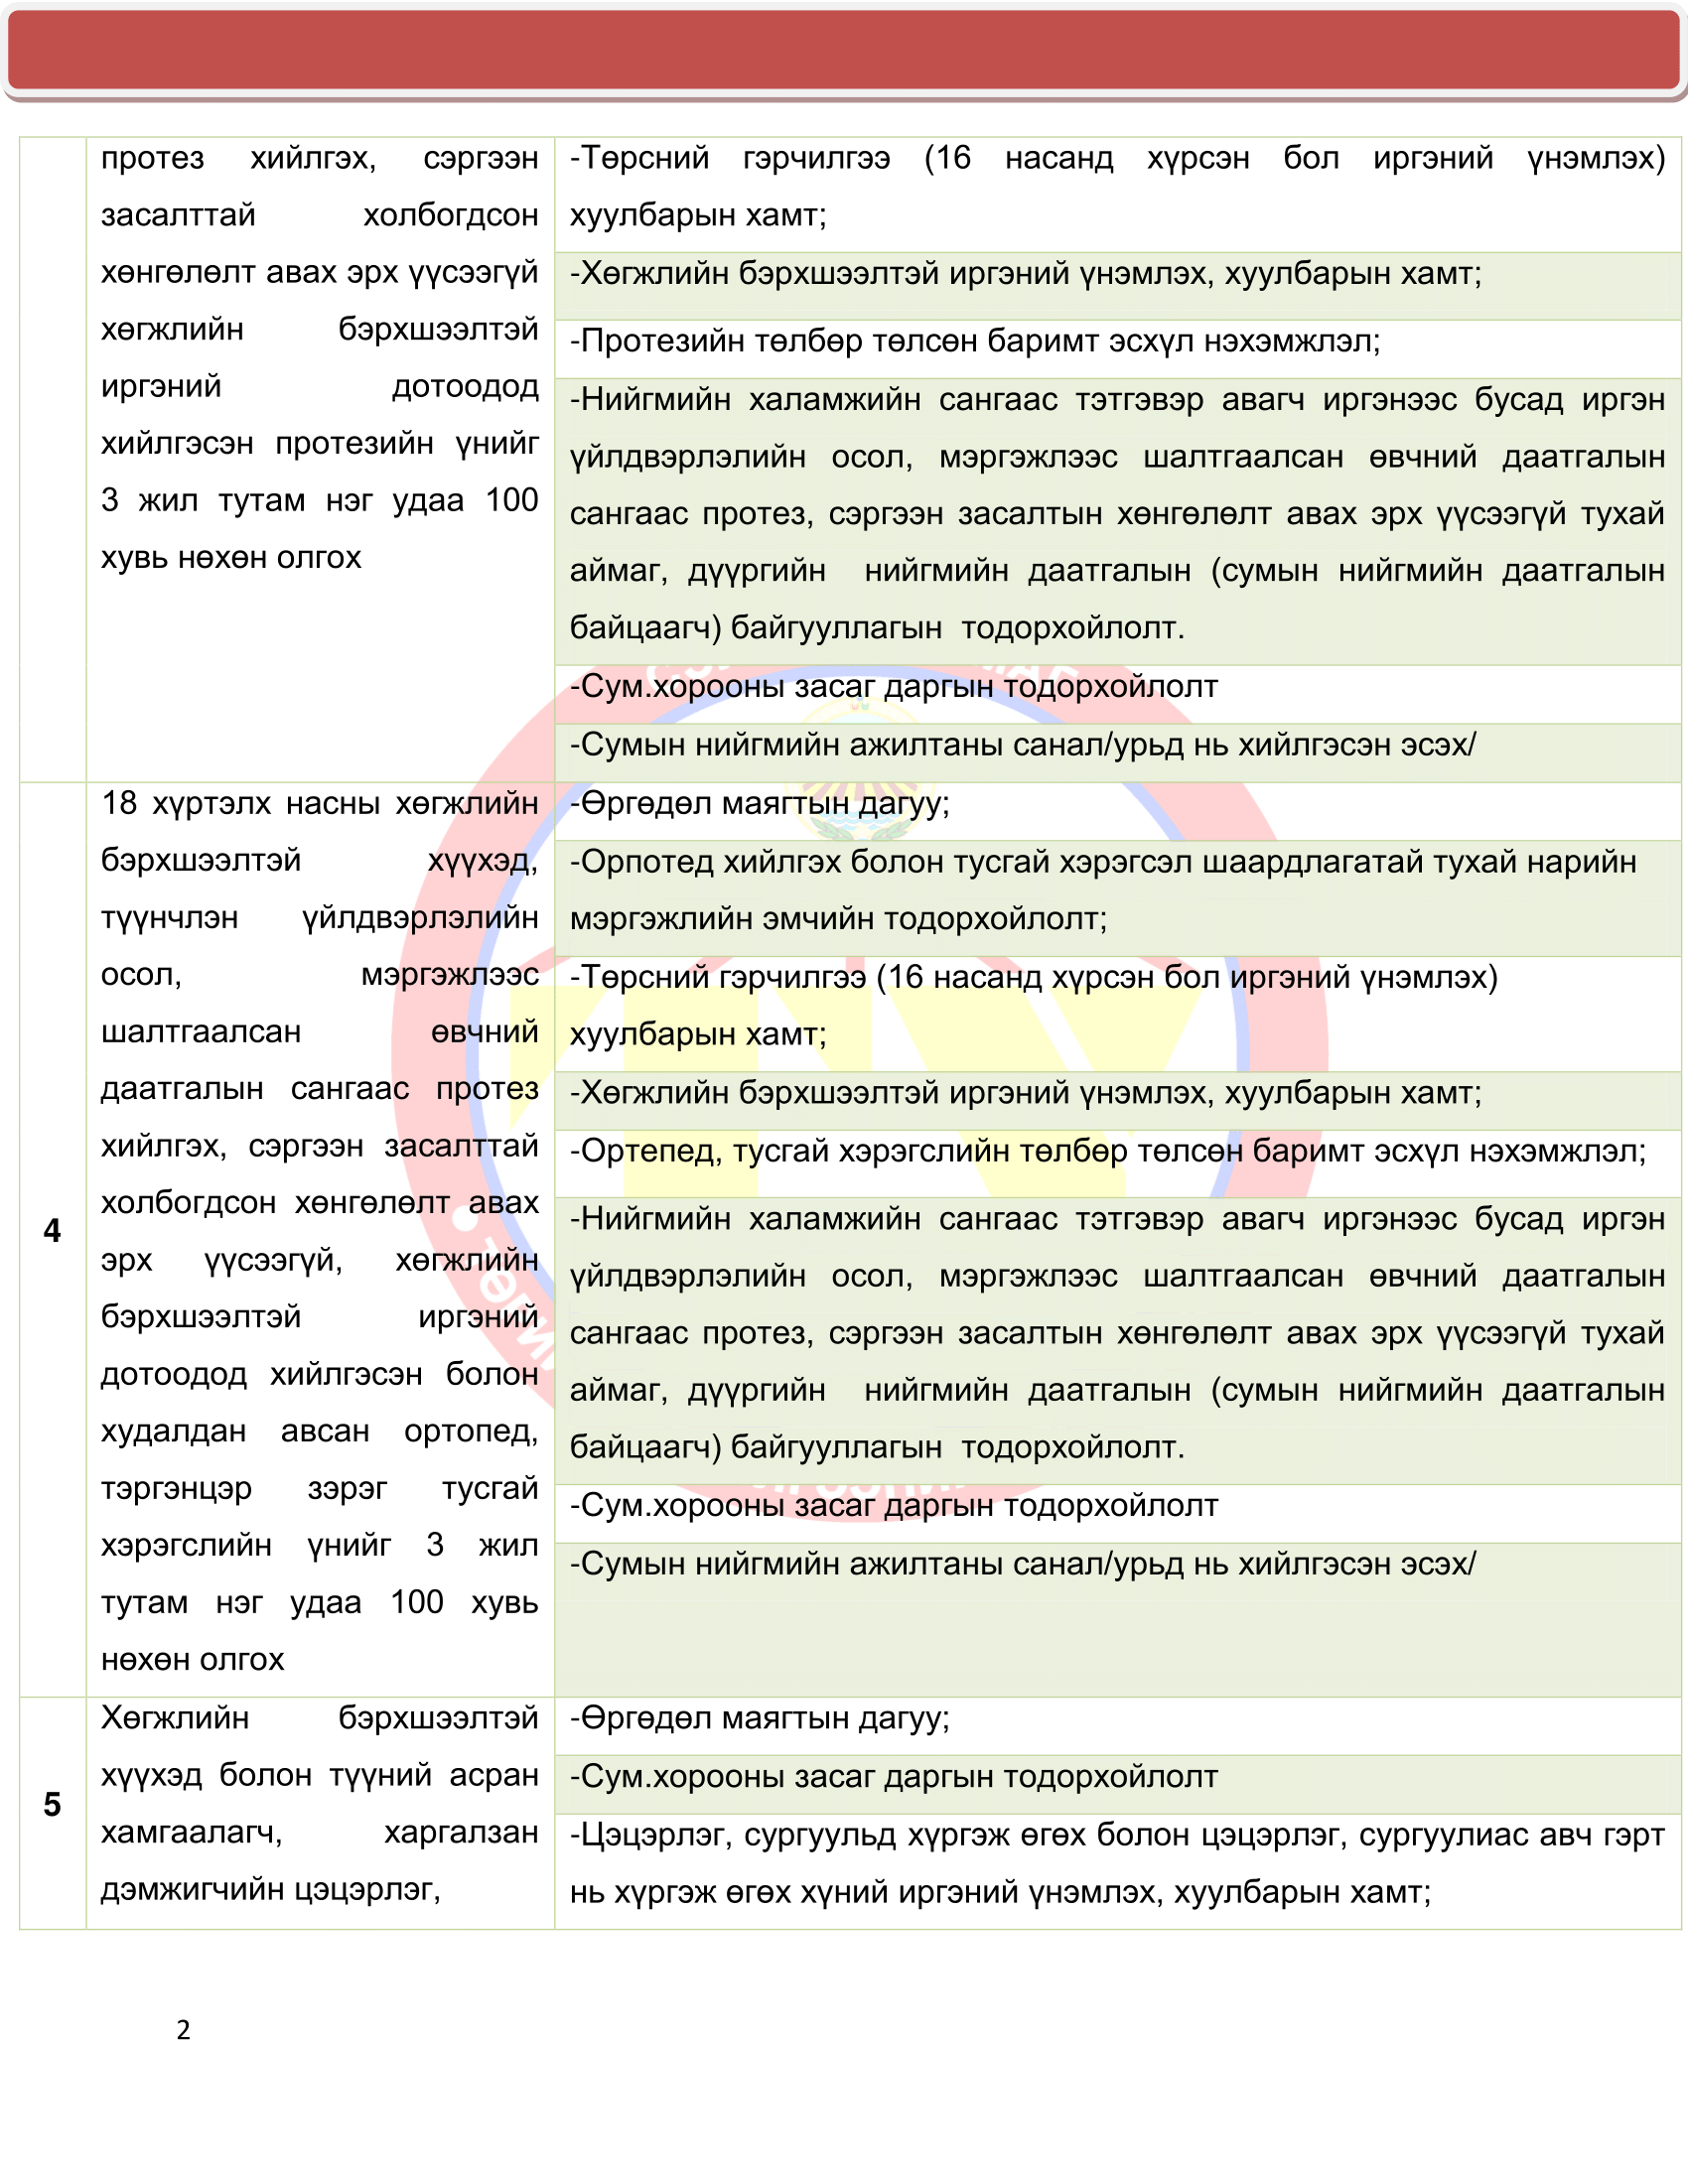 протез хийлгэх, сэргээн
засалттай холбогдсон
хөнгөлөлт авах эрх үүсээгүй
хөгжлийн бэрхшээлтэй
иргэний дотоодод
хийлгэсэн протезийн үнийг
3 жил тутам нэг удаа 100
хувь нөхөн олгох
-Төрсний гэрчилгээ (16 насанд хүрсэн бол иргэний үнэмлэх)
хуулбарын хамт;
-Хөгжлийн бэрхшээлтэй иргэний үнэмлэх, хуулбарын хамт;
-Протезийн төлбөр төлсөн баримт эсхүл нэхэмжлэл;
-Нийгмийн халамжийн сангаас тэтгэвэр авагч иргэнээс бусад иргэн
үйлдвэрлэлийн осол, мэргэжлээс шалтгаалсан өвчний даатгалын
сангаас протез, сэргээн засалтын хөнгөлөлт авах эрх үүсээгүй тухай
аймаг, дүүргийн нийгмийн даатгалын (сумын нийгмийн даатгалын
байцаагч) байгууллагын тодорхойлолт.
-Сум.хорооны засаг даргын тодорхойлолт
-Сумын нийгмийн ажилтаны санал/урьд нь хийлгэсэн эсэх/
4
18 хүртэлх насны хөгжлийн
бэрхшээлтэй хүүхэд,
түүнчлэн үйлдвэрлэлийн
осол, мэргэжлээс
шалтгаалсан өвчний
даатгалын сангаас протез
хийлгэх, сэргээн засалттай
холбогдсон хөнгөлөлт авах
эрх үүсээгүй, хөгжлийн
бэрхшээлтэй иргэний
дотоодод хийлгэсэн болон
худалдан авсан ортопед,
тэргэнцэр зэрэг тусгай
хэрэгслийн үнийг 3 жил
тутам нэг удаа 100 хувь
нөхөн олгох
-Өргөдөл маягтын дагуу;
-Орпотед хийлгэх болон тусгай хэрэгсэл шаардлагатай тухай нарийн
мэргэжлийн эмчийн тодорхойлолт;
-Төрсний гэрчилгээ (16 насанд хүрсэн бол иргэний үнэмлэх)
хуулбарын хамт;
-Хөгжлийн бэрхшээлтэй иргэний үнэмлэх, хуулбарын хамт;
-Ортепед, тусгай хэрэгслийн төлбөр төлсөн баримт эсхүл нэхэмжлэл;
-Нийгмийн халамжийн сангаас тэтгэвэр авагч иргэнээс бусад иргэн
үйлдвэрлэлийн осол, мэргэжлээс шалтгаалсан өвчний даатгалын
сангаас протез, сэргээн засалтын хөнгөлөлт авах эрх үүсээгүй тухай
аймаг, дүүргийн нийгмийн даатгалын (сумын нийгмийн даатгалын
байцаагч) байгууллагын тодорхойлолт.
-Сум.хорооны засаг даргын тодорхойлолт
-Сумын нийгмийн ажилтаны санал/урьд нь хийлгэсэн эсэх/
5
Хөгжлийн бэрхшээлтэй
хүүхэд болон түүний асран
хамгаалагч, харгалзан
дэмжигчийн цэцэрлэг,
-Өргөдөл маягтын дагуу;
-Сум.хорооны засаг даргын тодорхойлолт
-Цэцэрлэг, сургуульд хүргэж өгөх болон цэцэрлэг, сургуулиас авч гэрт
нь хүргэж өгөх хүний иргэний үнэмлэх, хуулбарын хамт;
2